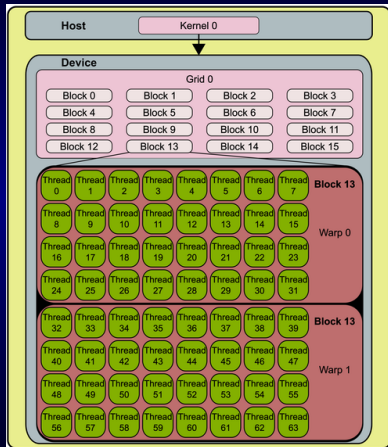 Host
Kernel 0
Device
Grid 0
Block 0 Block 1 Block 2 Block 3
Block 4 Block 5 Block 6 Block 7
Block 8 Block 9 Block 10 Block 11
Block 12 Block 13 Block 14 Block 15
Thread Thread Thread Thread Thread Thread Thread Thread Block 13
0 1 2 3 4 5 6 7
Thread Thread Thread Thread Thread Thread Thread Thread
8 9 10 11 12 13 14 15
Warp 0
Thread Thread Thread Thread Thread Thread Thread Thread
16 17 18 19 20 21 22 23
Thread Thread Thread Thread Thread Thread Thread Thread
24 25 26 27 28 29 30 31
Thread Thread Thread Thread Thread Thread Thread Thread Block 13
32 33 34 35 36 37 38 39
Thread Thread Thread Thread Thread Thread Thread Thread
40 41 42 43 44 45 46 47
Warp 1
Thread Thread Thread Thread Thread Thread Thread Thread
48 49 50 51 52 53 54 55
Thread Thread Thread Thread Thread Thread Thread Thread
56 57 58 59 60 61 62 63